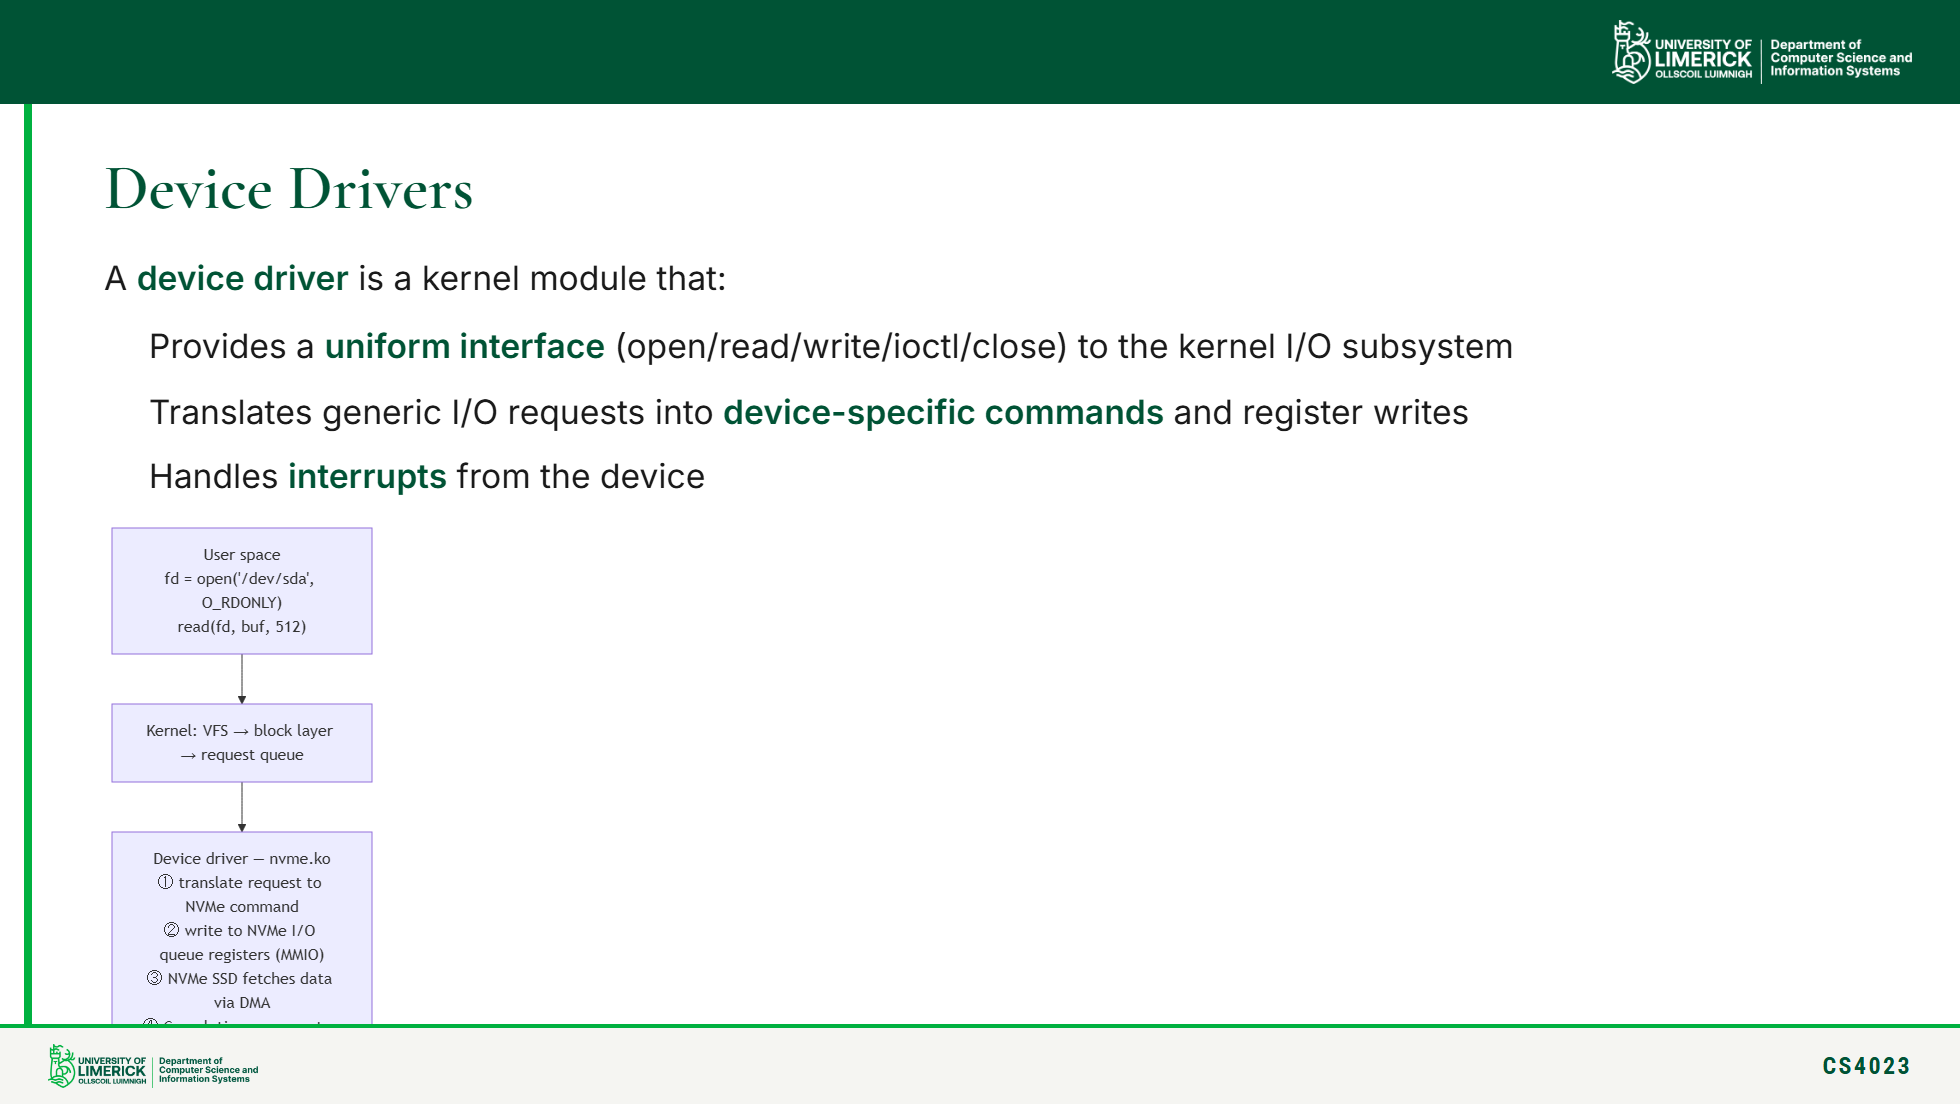 UNIVERSITY OF
LIMERICK
OLLSCOIL LUIMNIGH
Department of
Computer Science and
Information Systems
Device Drivers
A device driver is a kernel module that:
Provides a uniform interface (open/read/write/ioctl/close) to the kernel I/O subsystem
Translates generic I/O requests into device-specific commands and register writes
Handles interrupts from the device
User space
fd = open('/dev/sda',
O_RDONLY)
read(fd, buf, 512)
Kernel: VFS → block layer
→ request queue
Device driver — nvme.ko
① translate request to
NVMe command
② write to NVMe I/O
queue registers (MMIO)
③ NVMe SSD fetches data
via DMA
UNIVERSITY OF
LIMERICK
OLLSCOIL LUIMNIGH
Department of
Computer Science and
Information Systems
CS4023